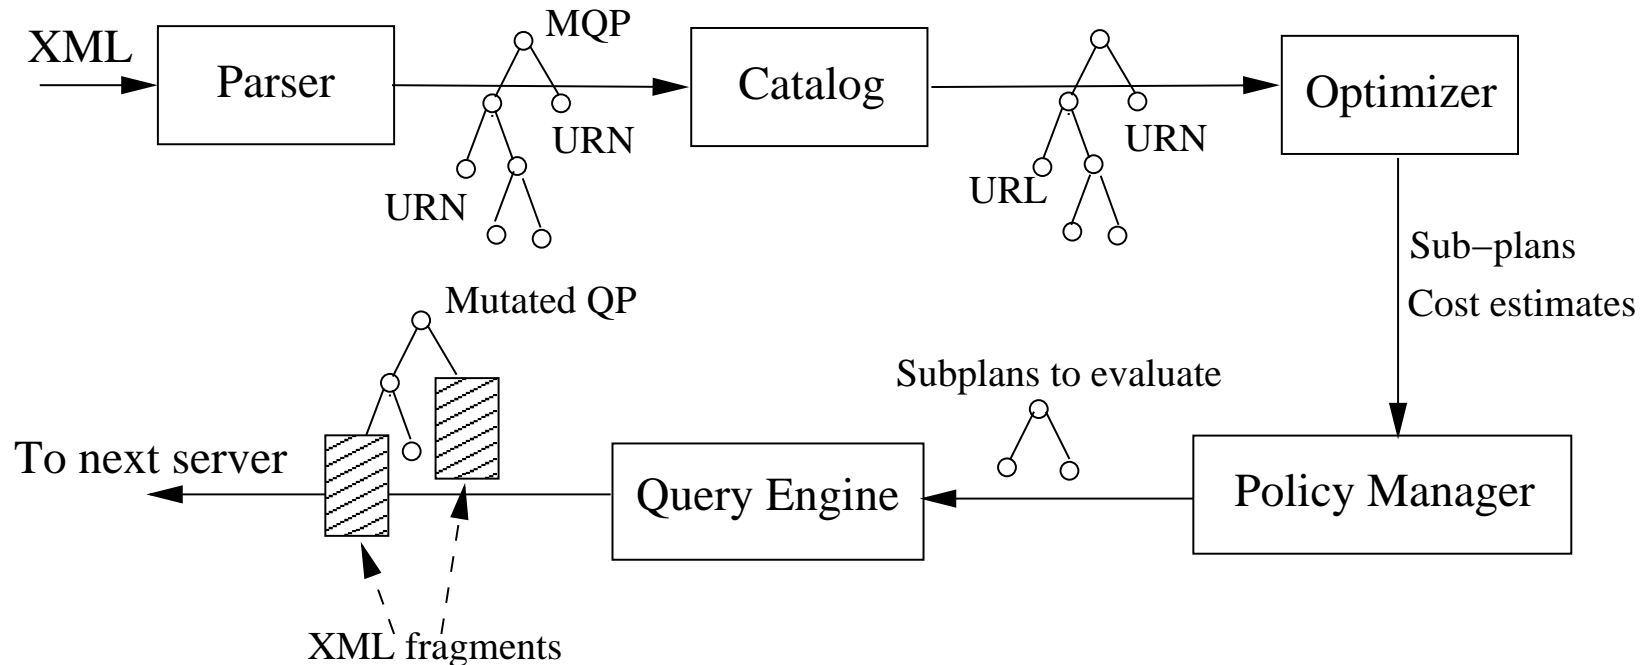 XML
Parser
MQP
URN
URN
Catalog
URN
URL
Optimizer
Sub−plans
Cost estimates
Mutated QP
Subplans to evaluate
To next server
Query Engine
Policy Manager
XML fragments